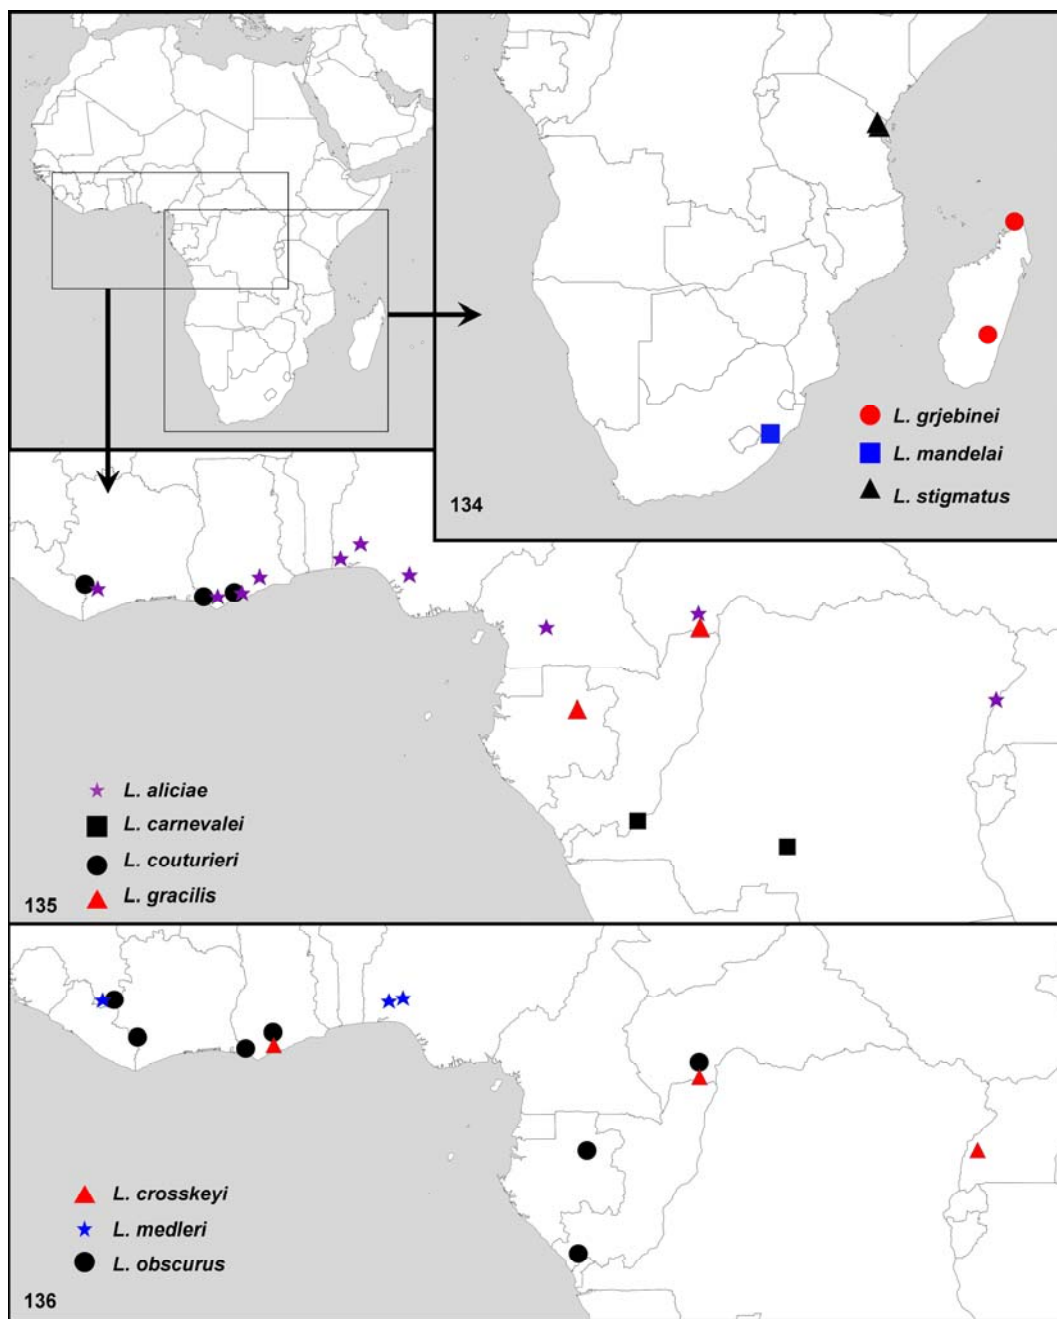 L. grjebinei
L. mandelai
L. stigmatus
134
L. aliciae
L. carnevalei
L. couturieri
L. gracilis
135
L. crosskeyi
L. medleri
L. obscurus
136